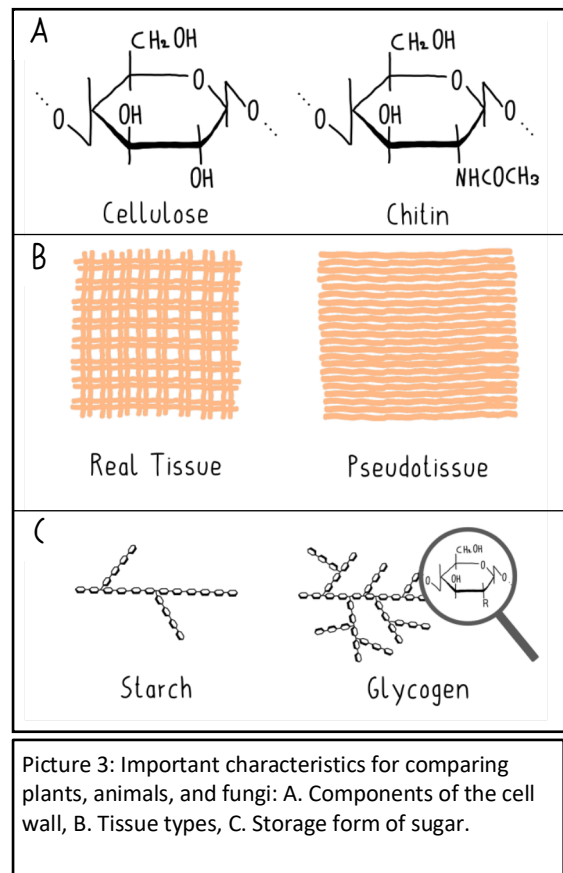 A
CH₂OH
CH₂OH
O
O
OH
OH
O
O
O
O
OH
NHCOCH₃
Cellulose
Chitin
B
Real Tissue
Pseudotissue
C
CH₂OH
O
O
OH
O
R
Starch
Glycogen
Picture 3: Important characteristics for comparing
plants, animals, and fungi: A. Components of the cell
wall, B. Tissue types, C. Storage form of sugar.